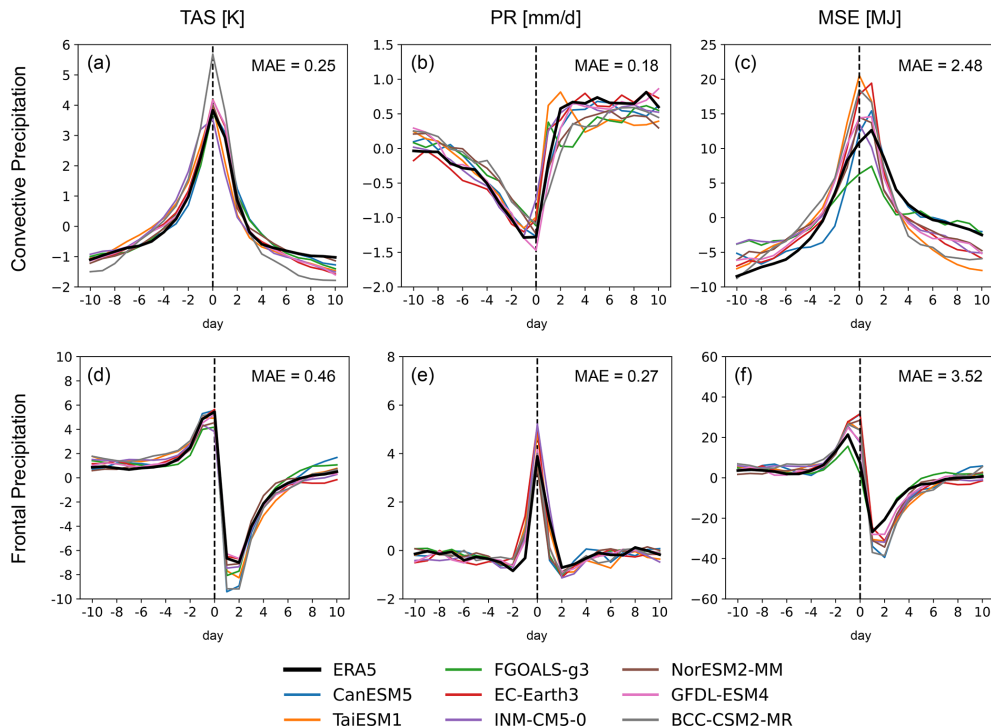 TAS [K] PR [mm/d] MSE [MJ]
Convective Precipitation
(a) MAE = 0.25
6
5
4
3
2
1
0
-1
-2
-10 -8 -6 -4 -2 0 2 4 6 8 10
day
(b) MAE = 0.18
1.5
1.0
0.5
0.0
-0.5
-1.0
-1.5
-2.0
-10 -8 -6 -4 -2 0 2 4 6 8 10
day
(c) MAE = 2.48
25
20
15
10
5
0
-5
-10
-10 -8 -6 -4 -2 0 2 4 6 8 10
day
Frontal Precipitation
(d) MAE = 0.46
10
8
6
4
2
0
-2
-4
-6
-8
-10
-10 -8 -6 -4 -2 0 2 4 6 8 10
day
(e) MAE = 0.27
8
6
4
2
0
-2
-10 -8 -6 -4 -2 0 2 4 6 8 10
day
(f) MAE = 3.52
60
40
20
0
-20
-40
-60
-10 -8 -6 -4 -2 0 2 4 6 8 10
day
ERA5 FGOALS-g3 NorESM2-MM
CanESM5 EC-Earth3 GFDL-ESM4
TaiESM1 INM-CM5-0 BCC-CSM2-MR